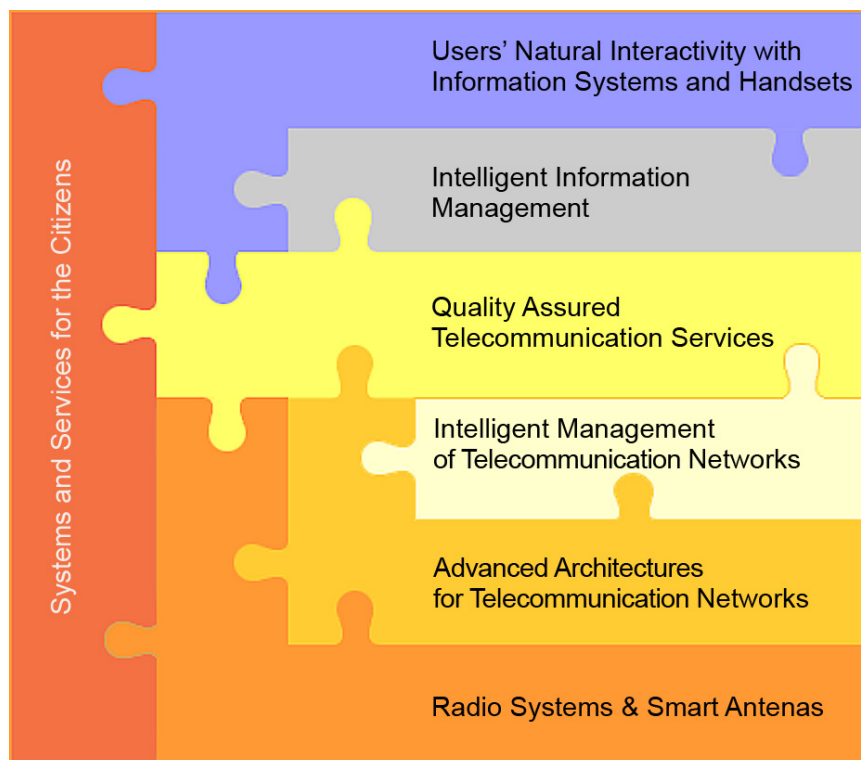 Systems and Services for the Citizens
Users’ Natural Interactivity with
Information Systems and Handsets
Intelligent Information
Management
Quality Assured
Telecommunication Services
Intelligent Management
of Telecommunication Networks
Advanced Architectures
for Telecommunication Networks
Radio Systems & Smart Antenas